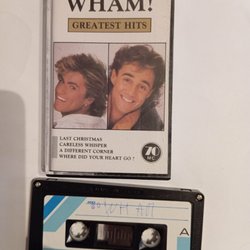 WHAM!
GREATEST HITS
LAST CHRISTMAS
CARELESS WHISPER
A DIFFERENT CORNER
WHERE DID YOUR HEART GO ?
70
A